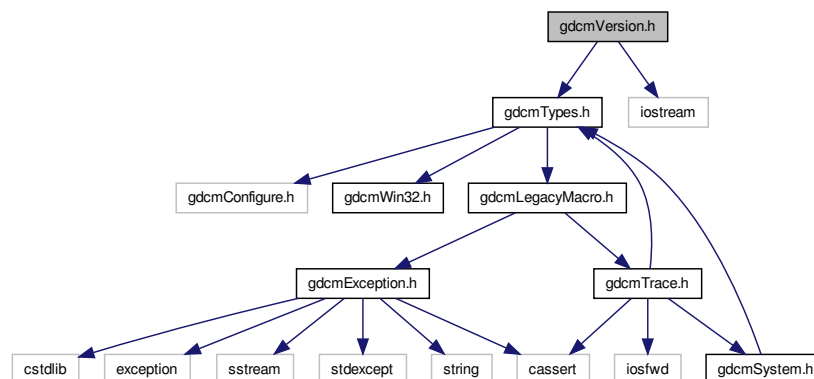 gdcmVersion.h
gdcmTypes.h
iostream
gdcmConfigure.h
gdcmWin32.h
gdcmLegacyMacro.h
gdcmException.h
gdcmTrace.h
cstdlib
exception
sstream
stdexcept
string
cassert
iosfwd
gdcmSystem.h